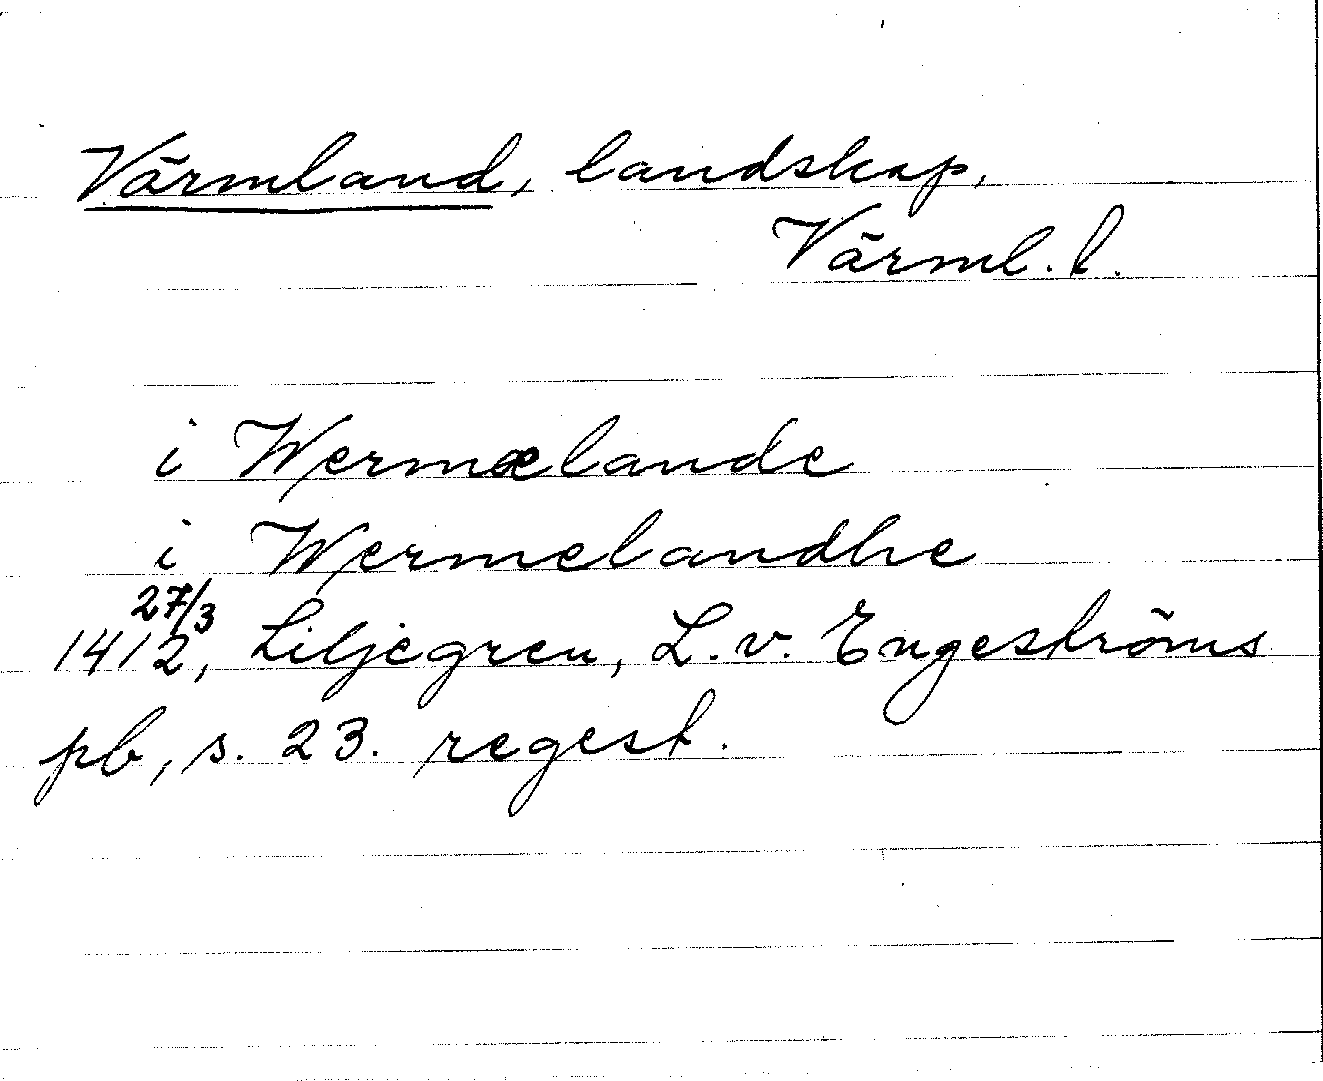 Värmland, landskap,
Värml. l.
i Wermælande
i Wermelandhe
27/3
1412, Liljegren, L. v. Engeströms
pb, s. 23. regest.